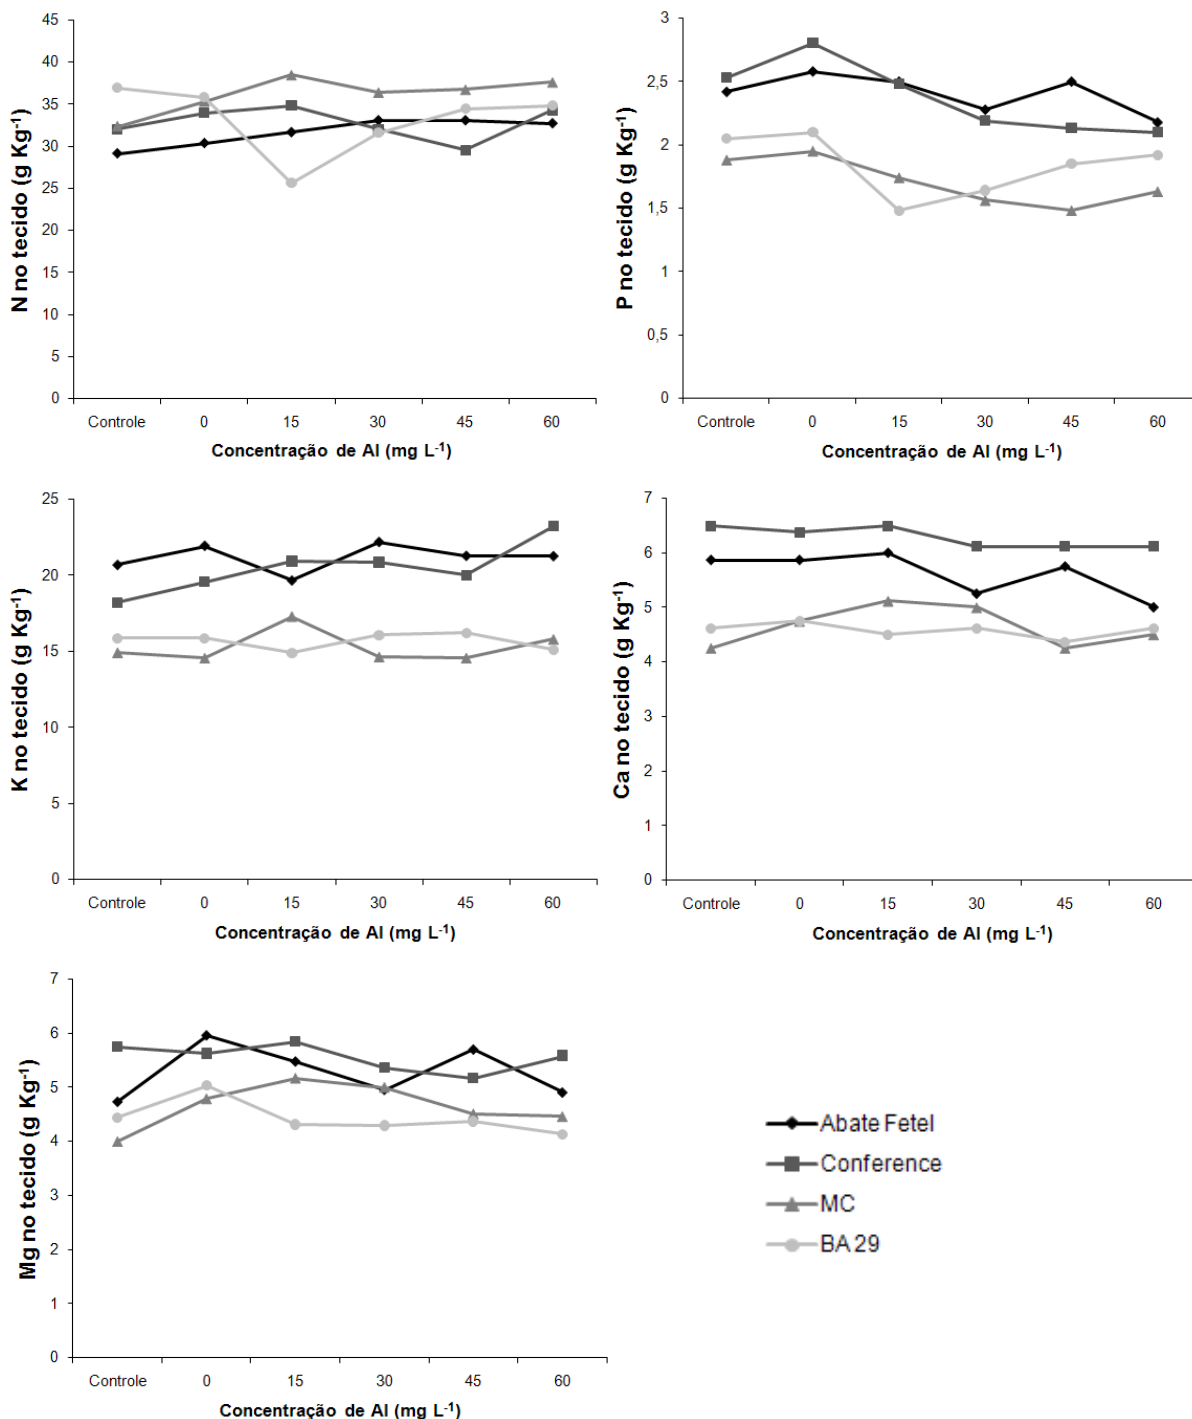 45
40
35
30
25
20
15
10
5
0
N no tecido (g Kg-1)
Controle 0 15 30 45 60
Concentração de Al (mg L-1)
3
2,5
2
1,5
1
0,5
0
P no tecido (g Kg-1)
Controle 0 15 30 45 60
Concentração de Al (mg L-1)
25
20
15
10
5
0
K no tecido (g Kg-1)
Controle 0 15 30 45 60
Concentração de Al (mg L-1)
7
6
5
4
3
2
1
0
Ca no tecido (g Kg-1)
Controle 0 15 30 45 60
Concentração de Al (mg L-1)
7
6
5
4
3
2
1
0
Mg no tecido (g Kg-1)
Controle 0 15 30 45 60
Concentração de Al (mg L-1)
Abate Fetel
Conference
MC
BA 29